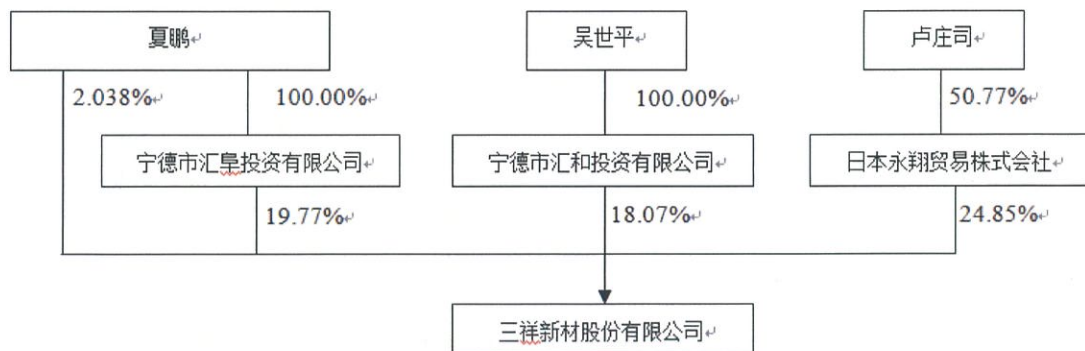 夏鹏
吴世平
卢庄司
2.038%
100.00%
100.00%
50.77%
宁德市汇阜投资有限公司
宁德市汇和投资有限公司
日本永翔贸易株式会社
19.77%
18.07%
24.85%
三祥新材股份有限公司